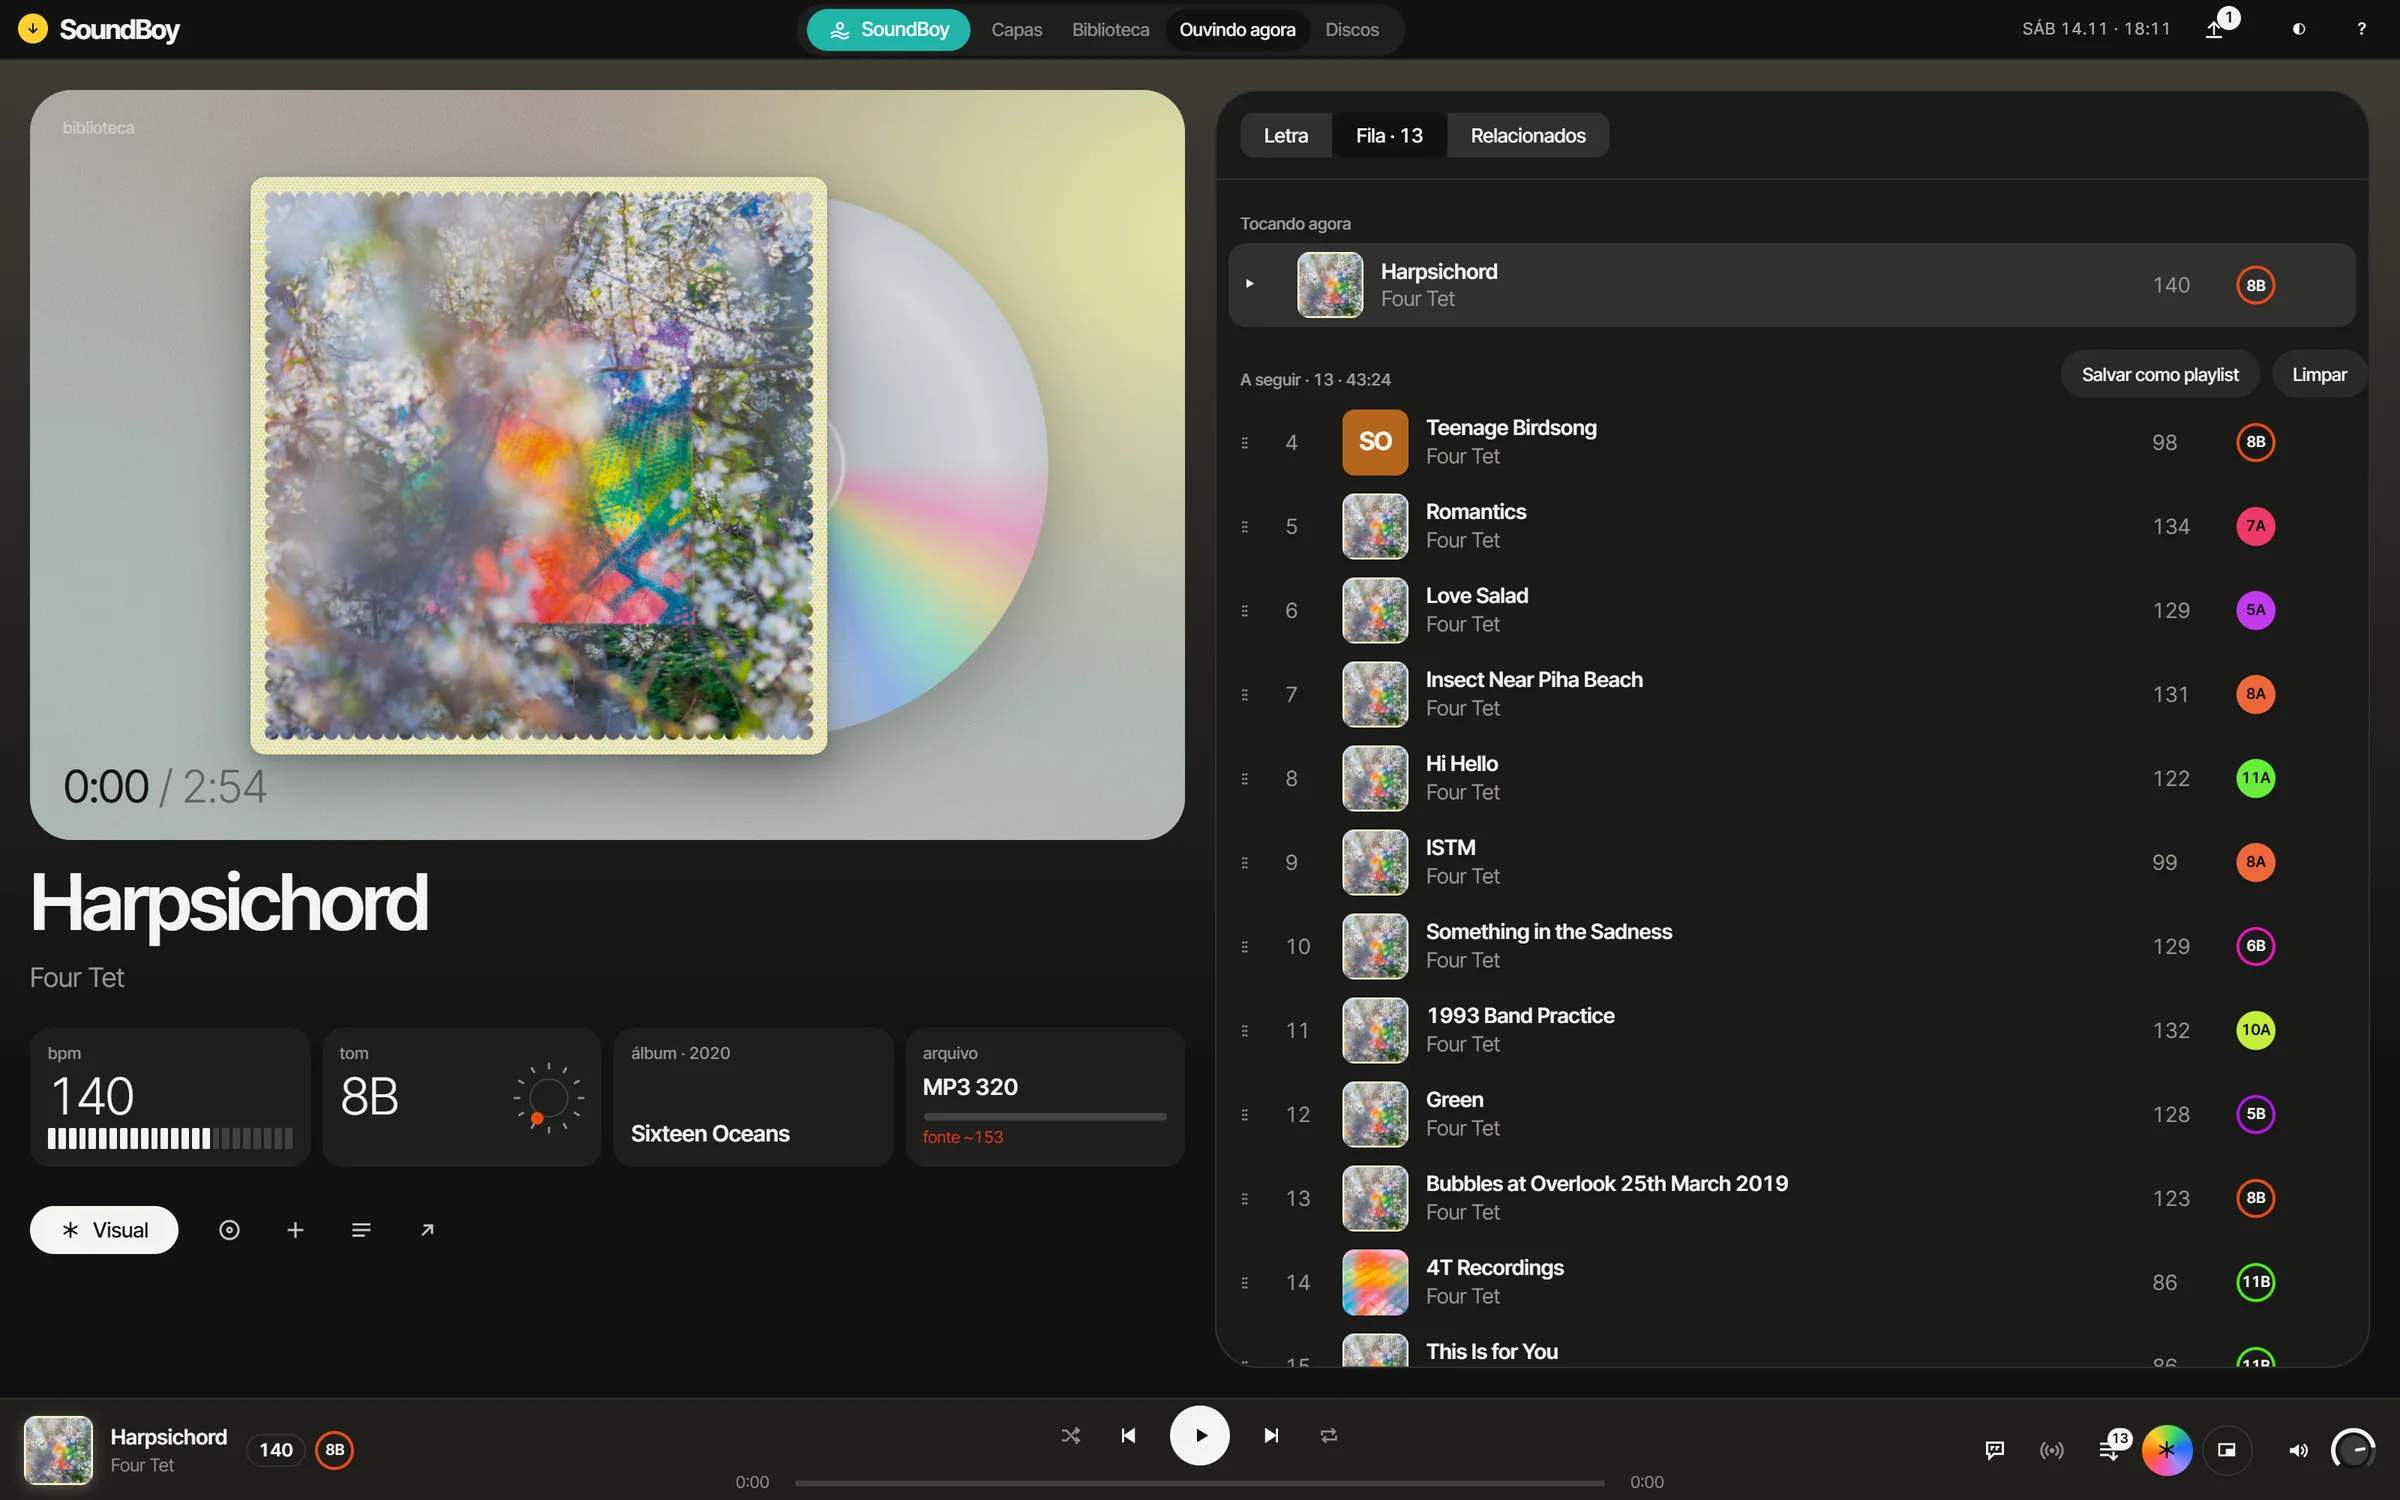 SoundBoy
SoundBoy
Capas
Biblioteca
Ouvindo agora
Discos
SÁB 14.11 · 18:11
1
?
biblioteca
0:00 / 2:54
Harpsichord
Four Tet
bpm
140
tom
8B
álbum · 2020
Sixteen Oceans
arquivo
MP3 320
fonte ~153
Visual
Letra
Fila · 13
Relacionados
Tocando agora
Harpsichord
Four Tet
140
8B
A seguir · 13 · 43:24
Salvar como playlist
Limpar
4
SO
Teenage Birdsong
Four Tet
98
8B
5
Romantics
Four Tet
134
7A
6
Love Salad
Four Tet
129
5A
7
Insect Near Piha Beach
Four Tet
131
8A
8
Hi Hello
Four Tet
122
11A
9
ISTM
Four Tet
99
8A
10
Something in the Sadness
Four Tet
129
6B
11
1993 Band Practice
Four Tet
132
10A
12
Green
Four Tet
128
5B
13
Bubbles at Overlook 25th March 2019
Four Tet
123
8B
14
4T Recordings
Four Tet
86
11B
15
This Is for You
86
11B
Harpsichord
Four Tet
140
8B
0:00
0:00
13